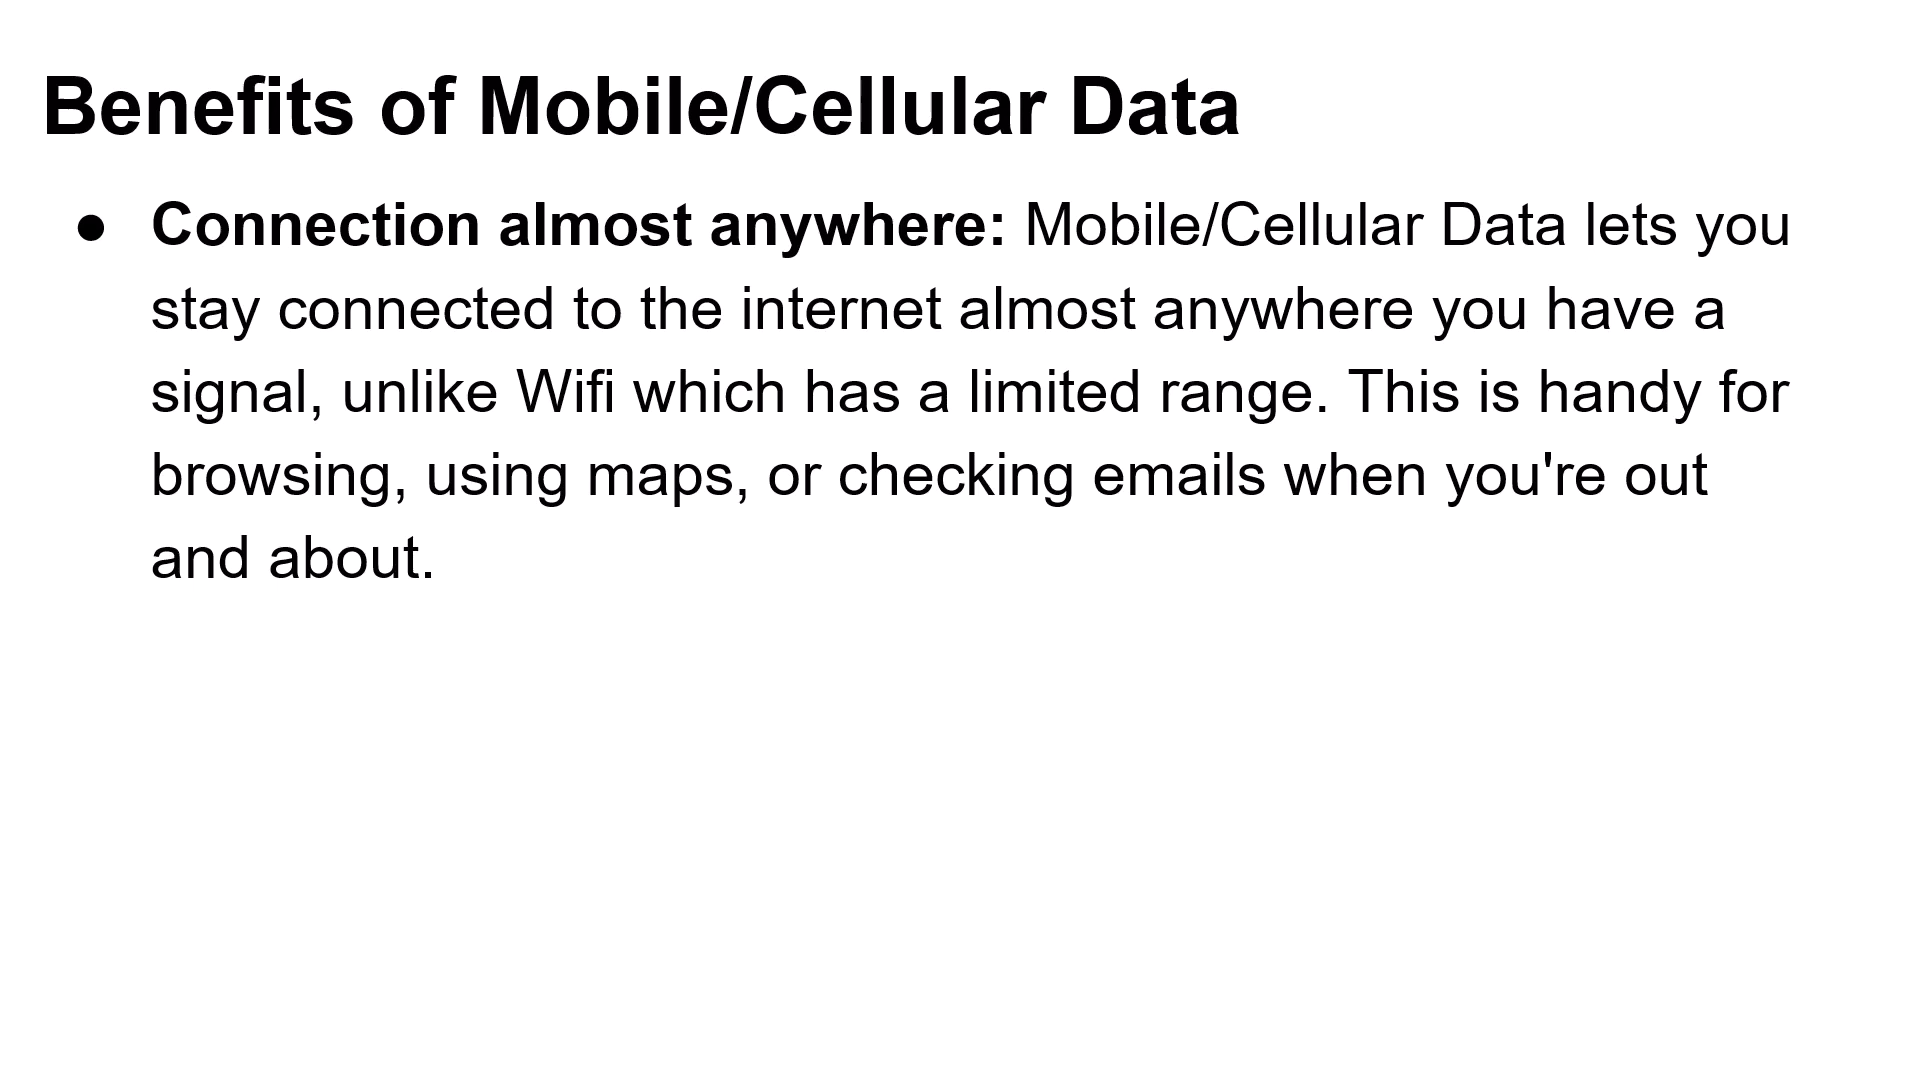 Benefits of Mobile/Cellular Data
● Connection almost anywhere: Mobile/Cellular Data lets you
stay connected to the internet almost anywhere you have a
signal, unlike Wifi which has a limited range. This is handy for
browsing, using maps, or checking emails when you're out
and about.